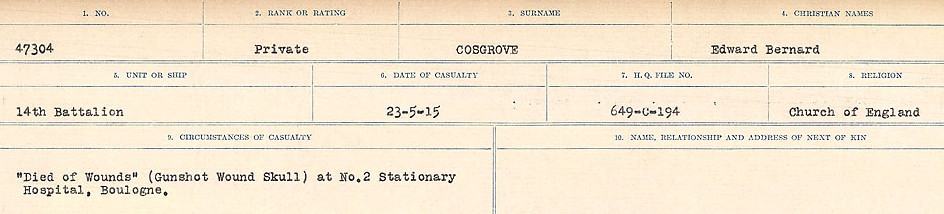 1. NO. 2. RANK OR RATING 3. SURNAME 4. CHRISTIAN NAMES
47304 Private COSGROVE Edward Bernard
5. UNIT OR SHIP 6. DATE OF CASUALTY 7. H.Q. FILE NO. 8. RELIGION
14th Battalion 23-5-15 649-C-194 Church of England
9. CIRCUMSTANCES OF CASUALTY 10. NAME, RELATIONSHIP AND ADDRESS OF NEXT OF KIN
"Died of Wounds" (Gunshot Wound Skull) at No.2 Stationary
Hospital, Boulogne.